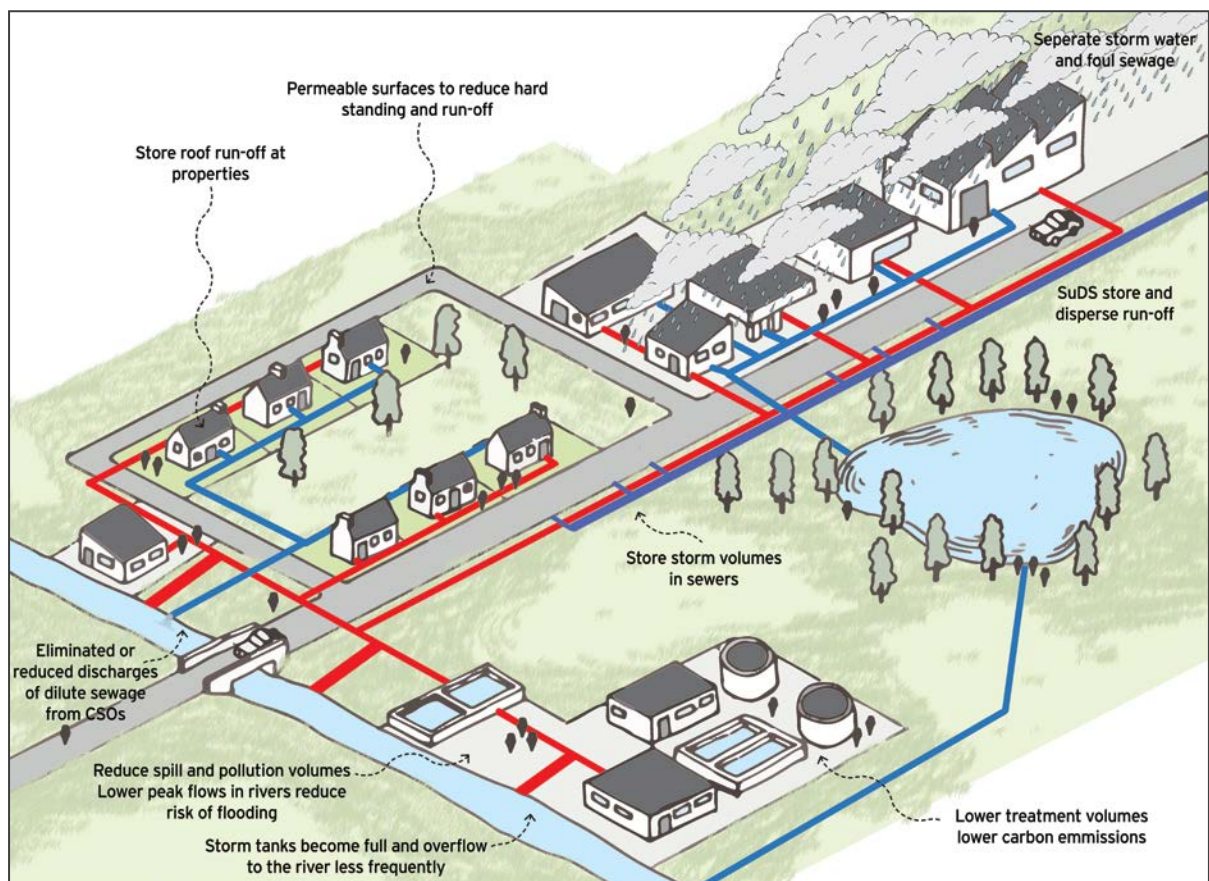 Seperate storm water
and foul sewage
Permeable surfaces to reduce hard
standing and run-off
Store roof run-off at
properties
SuDS store and
disperse run-off
Store storm volumes
in sewers
Eliminated or
reduced discharges
of dilute sewage
from CSOs
Reduce spill and pollution volumes
Lower peak flows in rivers reduce
risk of flooding
Storm tanks become full and overflow
to the river less frequently
Lower treatment volumes
lower carbon emmissions